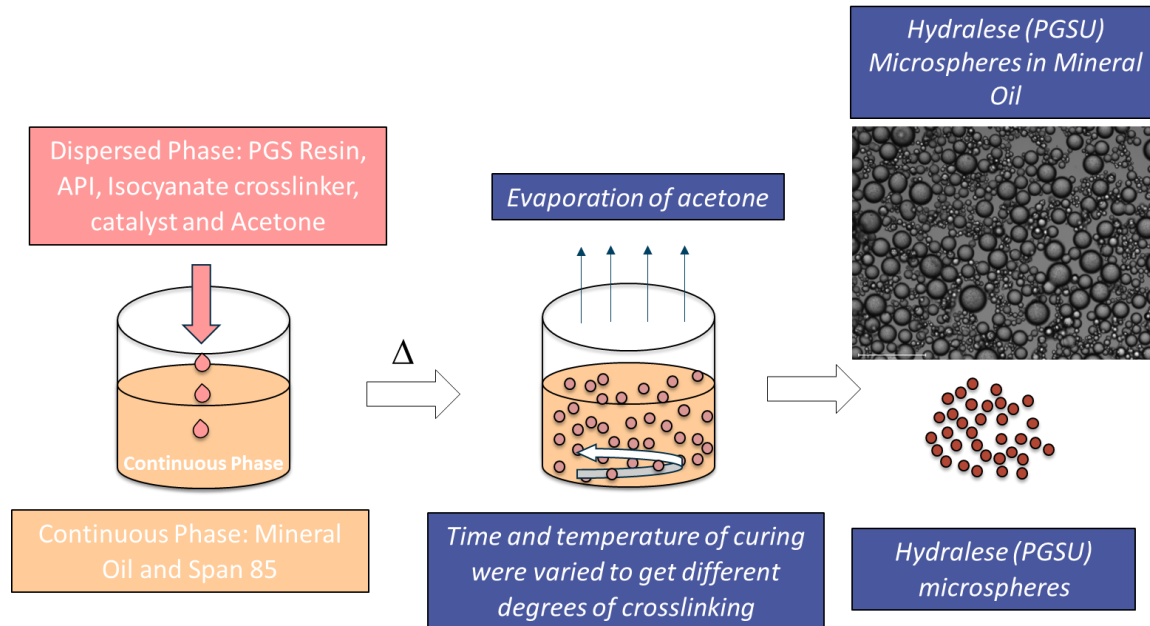 Dispersed Phase: PGS Resin,
API, Isocyanate crosslinker,
catalyst and Acetone
Continuous Phase
Continuous Phase: Mineral
Oil and Span 85
Δ
Evaporation of acetone
Time and temperature of curing
were varied to get different
degrees of crosslinking
Hydralese (PGSU)
Microspheres in Mineral
Oil
Hydralese (PGSU)
microspheres